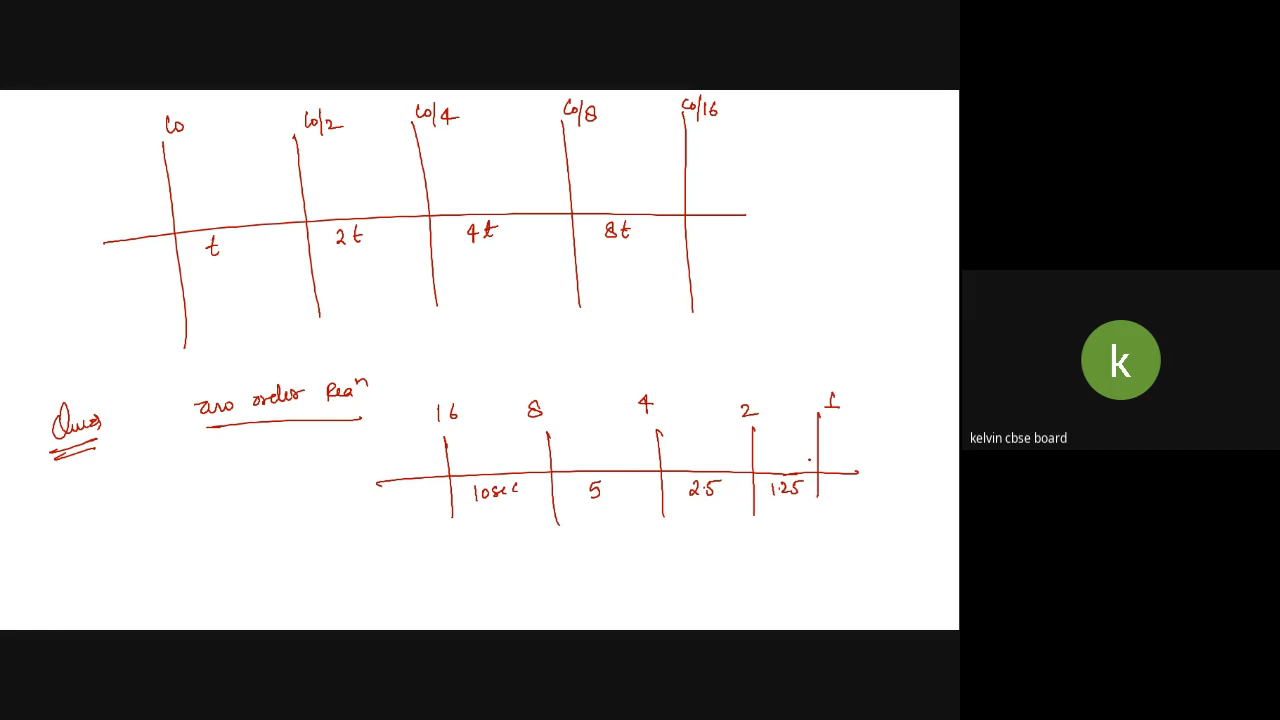 Co Co/2 Co/4 Co/8 Co/16
t 2t 4t 8t
Ques zero order Reaⁿ
16 8 4 2 1
10sec 5 2.5 1.25
k
kelvin cbse board